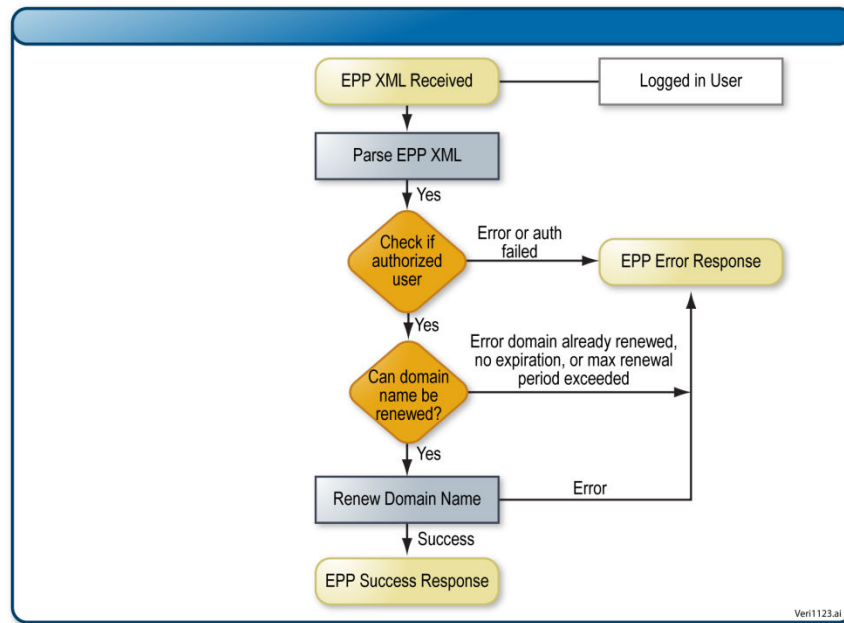 EPP XML Received
Logged in User
Parse EPP XML
Yes
Check if
authorized
user
Error or auth
failed
EPP Error Response
Yes
Error domain already renewed,
no expiration, or max renewal
period exceeded
Can domain
name be
renewed?
Yes
Renew Domain Name
Error
Success
EPP Success Response
Veri1123.ai